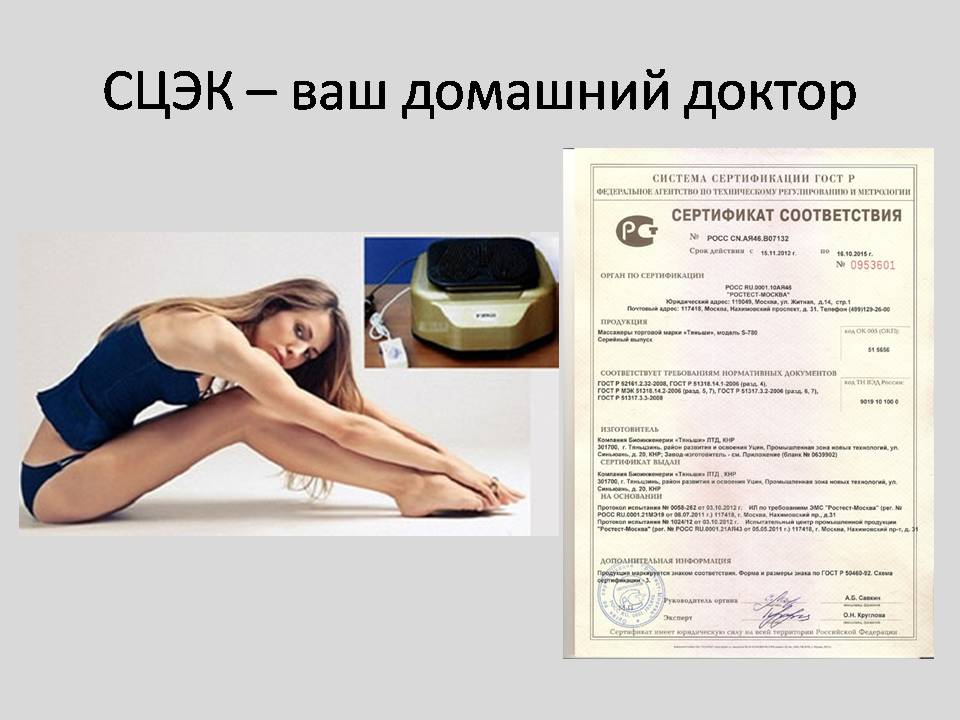 СЦЭК – ваш домашний доктор
СИСТЕМА СЕРТИФИКАЦИИ ГОСТ Р
ФЕДЕРАЛЬНОЕ АГЕНТСТВО ПО ТЕХНИЧЕСКОМУ РЕГУЛИРОВАНИЮ И МЕТРОЛОГИИ
СЕРТИФИКАТ СООТВЕТСТВИЯ
№ РОСС CN.АЯ46.В07132
Срок действия с 15.11.2012 г. по 16.10.2015 г.
№ 0953601
ОРГАН ПО СЕРТИФИКАЦИИ
РОСС RU.0001.10АЯ46
"РОСТЕСТ-МОСКВА"
Юридический адрес: 119049, Москва, ул. Житная, д.14, стр.1
Почтовый адрес: 117418, Москва, Нахимовский проспект, д. 31. Телефон (499)129-26-00
ПРОДУКЦИЯ
Массажеры торговой марки «Тяньши», модель S-780
Серийный выпуск
код ОК 005 (ОКП):
51 5656
СООТВЕТСТВУЕТ ТРЕБОВАНИЯМ НОРМАТИВНЫХ ДОКУМЕНТОВ
ГОСТ Р 52161.2.32-2008, ГОСТ Р 51318.14.1-2006 (разд. 4),
ГОСТ Р МЭК 51318.14.2-2006 (разд. 5, 7), ГОСТ Р 51317.3.2-2006 (разд. 6, 7),
ГОСТ Р 51317.3.3-2008
код ТН ВЭД России:
9019 10 100 0
ИЗГОТОВИТЕЛЬ
Компания Биоинженерии «Тяньши» ЛТД, КНР
301700, г. Тяньцзинь, район развития и освоения Уцин, Промышленная зона новых технологий, ул.
Синьюань, д. 20, КНР; Завод-изготовитель - см. Приложение (бланк № 0639902)
СЕРТИФИКАТ ВЫДАН
Компания Биоинженерии «Тяньши» ЛТД , КНР
301700, г. Тяньцзинь, район развития и освоения Уцин, Промышленная зона новых технологий, ул.
Синьюань, д. 20, КНР
НА ОСНОВАНИИ
Протокол испытания № 0058-262 от 03.10.2012 г. ИЛ по требованиям ЭМС "Ростест-Москва" (рег. №
РОСС RU.0001.21МЭ19 от 08.07.2011 г.) 117418, г. Москва, Нахимовский пр., д.31
Протокол испытания № 1024/12 от 03.10.2012 г. Испытательный центр промышленной продукции
"Ростест-Москва" (рег. № РОСС RU.0001.21АЯ43 от 05.05.2011 г.) 117418, г. Москва, Нахимовский пр-т, д. 31
ДОПОЛНИТЕЛЬНАЯ ИНФОРМАЦИЯ
Продукция маркируется знаком соответствия. Форма и размеры знака по ГОСТ Р 50460-92. Схема
сертификации - 3.
М.П.
Руководитель органа
А.Б. Савкин
Эксперт
О.Н. Круглова
Сертификат имеет юридическую силу на всей территории Российской Федерации